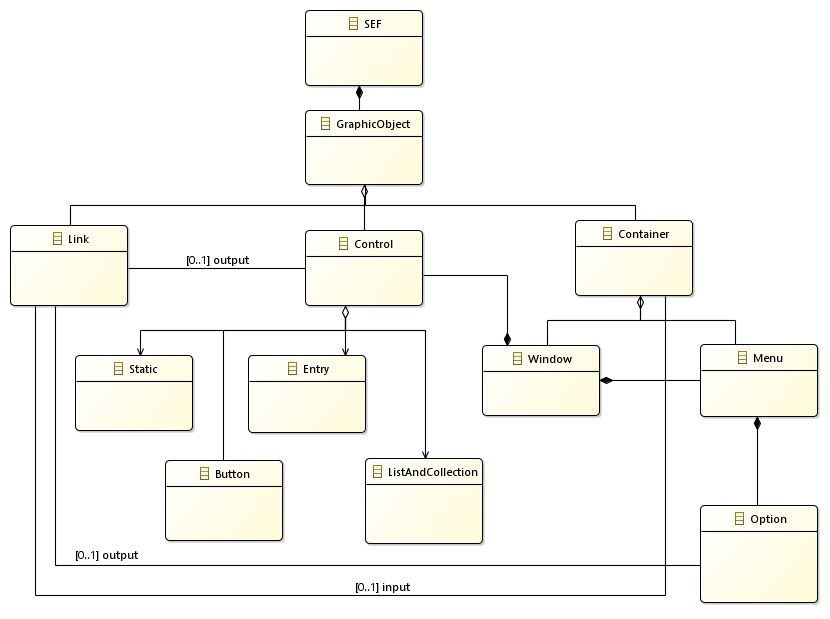 SEF
GraphicObject
Link
Control
Container
[0..1] output
Static
Entry
Window
Menu
Button
ListAndCollection
Option
[0..1] output
[0..1] input